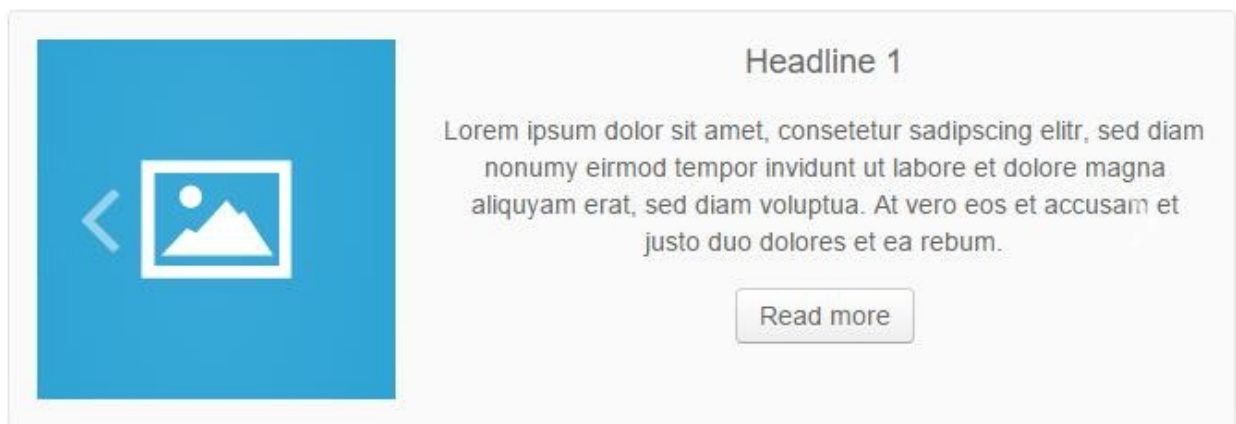 Headline 1
Lorem ipsum dolor sit amet, consetetur sadipscing elitr, sed diam
nonumy eirmod tempor invidunt ut labore et dolore magna
aliquyam erat, sed diam voluptua. At vero eos et accusam et
justo duo dolores et ea rebum.
Read more